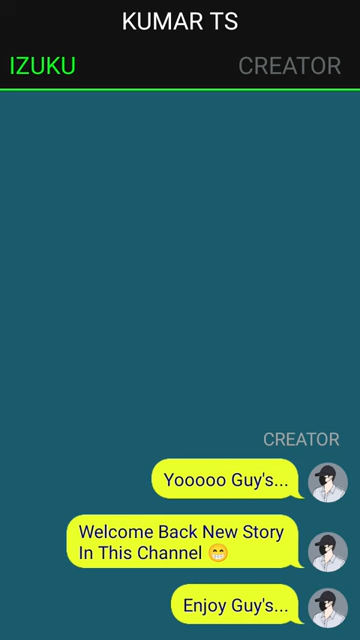 KUMAR TS
IZUKU
CREATOR
CREATOR
Yooooo Guy's...
Welcome Back New Story
In This Channel 😁
Enjoy Guy's...